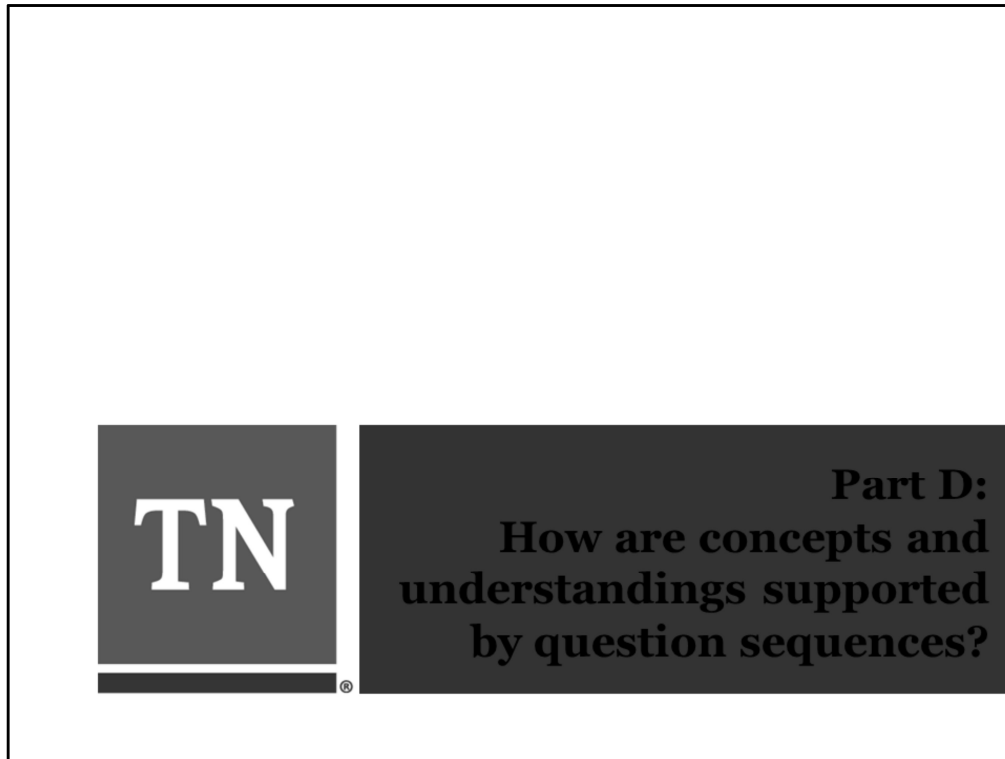 TN
®
Part D:
How are concepts and
understandings supported
by question sequences?